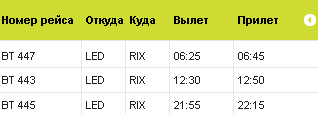 Номер рейса Откуда Куда Вылет Прилет
BT 447 LED RIX 06:25 06:45
BT 443 LED RIX 12:30 12:50
BT 445 LED RIX 21:55 22:15